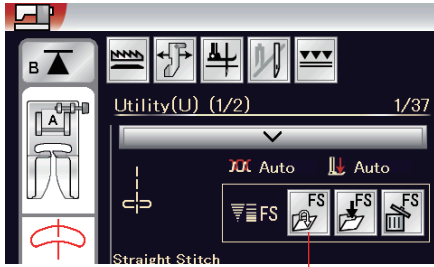 B
A
Utility(U) (1/2) 1/37
Auto Auto
FS FS FS FS
Straight Stitch